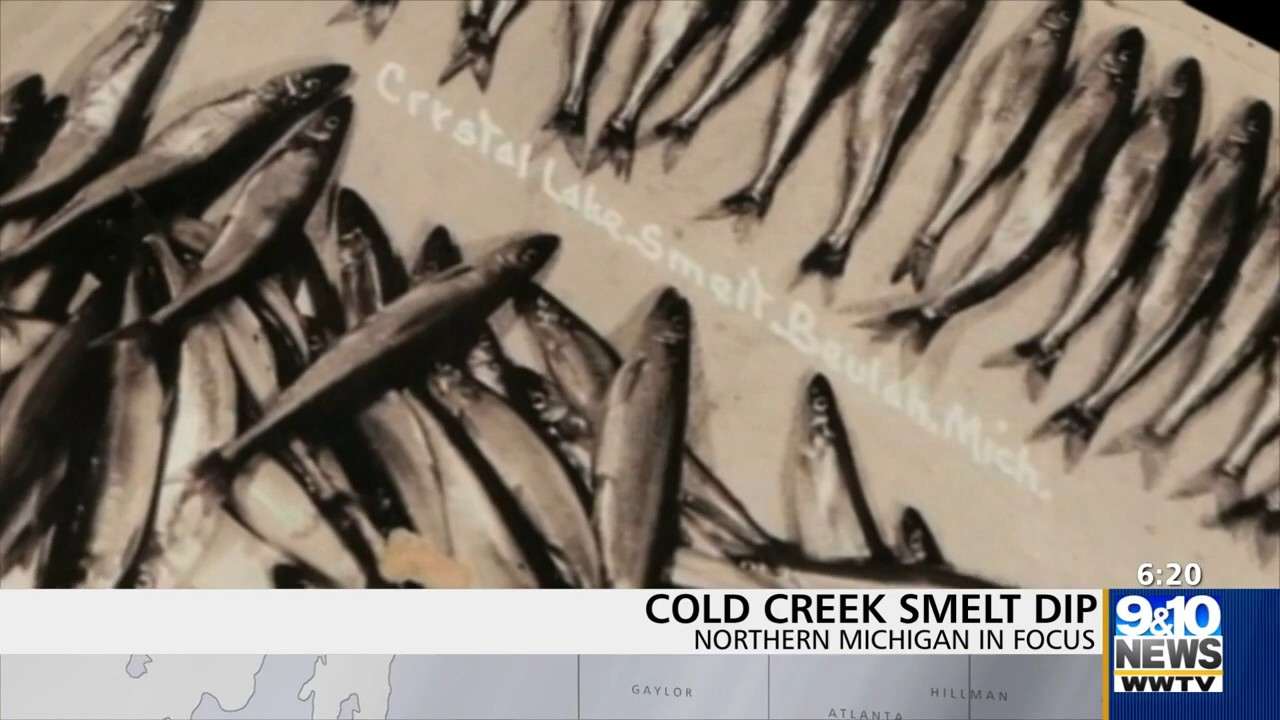 Crystal Lake Smelt Beulah, Mich.
6:20
COLD CREEK SMELT DIP
NORTHERN MICHIGAN IN FOCUS
9&10
NEWS
WWTV
GAYLOR
HILLMAN
ATLANTA